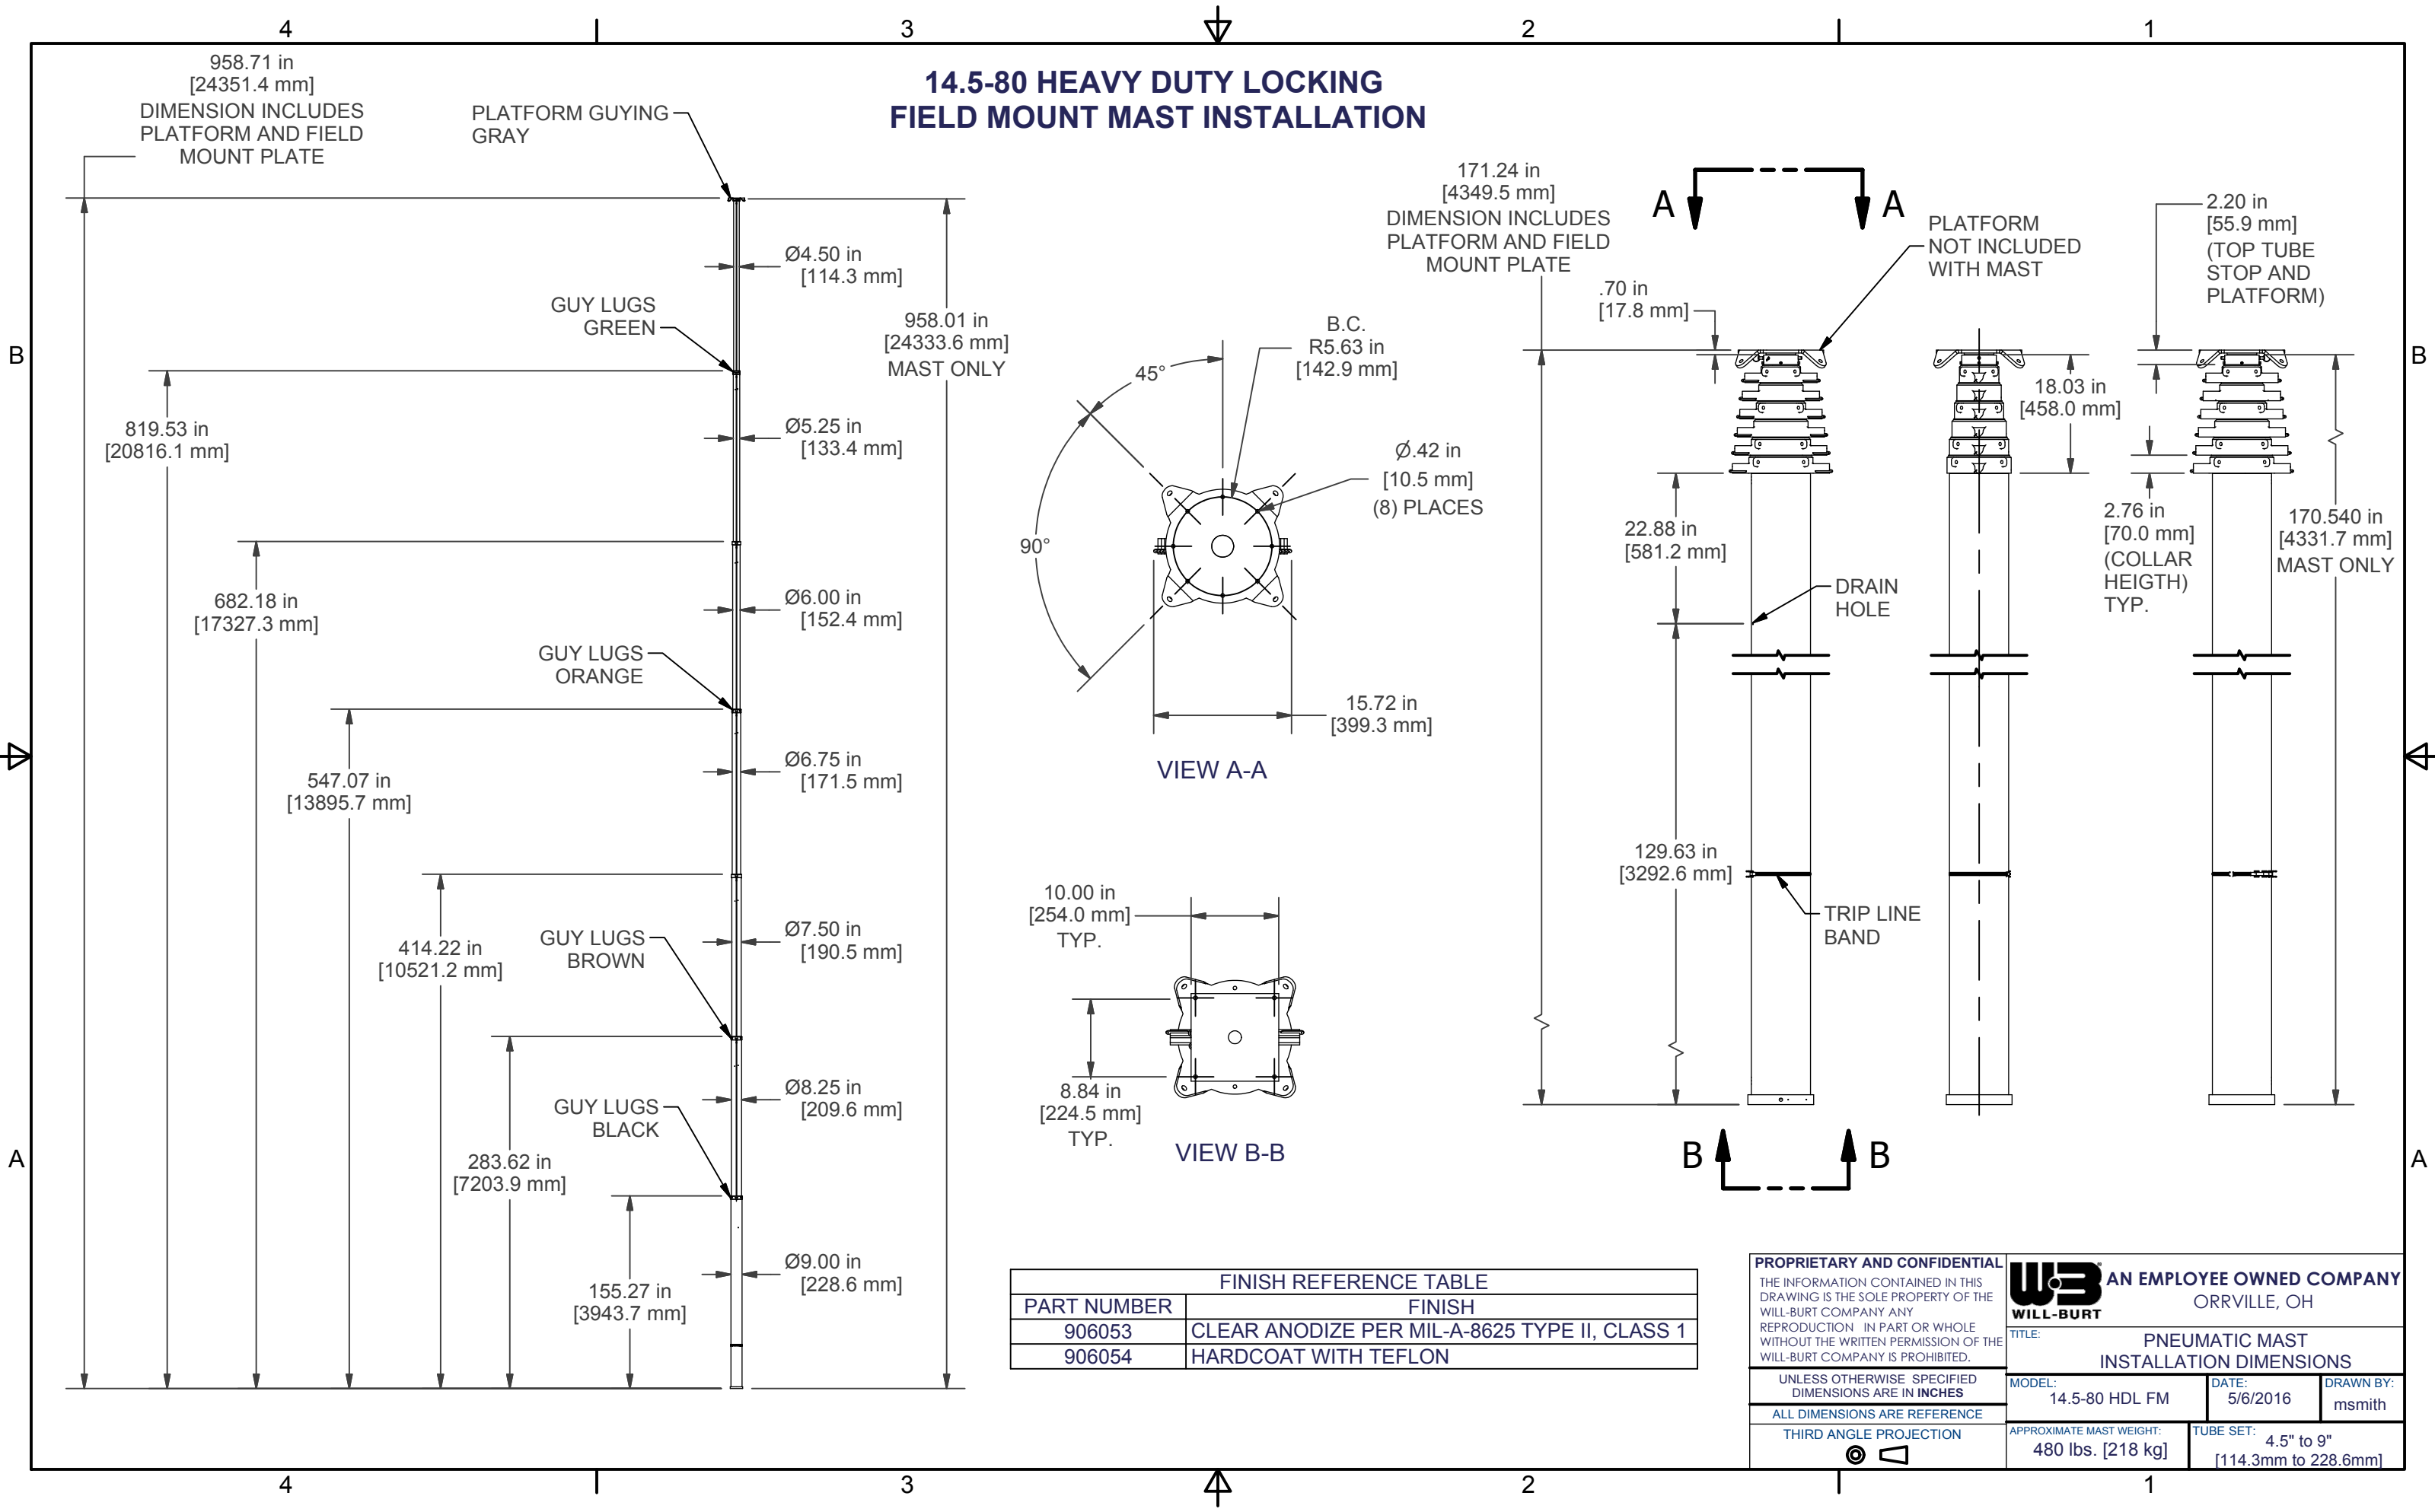 4
3
2
1
14.5-80 HEAVY DUTY LOCKING
FIELD MOUNT MAST INSTALLATION
958.71 in
[24351.4 mm]
DIMENSION INCLUDES
PLATFORM AND FIELD
MOUNT PLATE
PLATFORM GUYING
GRAY
Ø4.50 in
[114.3 mm]
GUY LUGS
GREEN
958.01 in
[24333.6 mm]
MAST ONLY
819.53 in
[20816.1 mm]
Ø5.25 in
[133.4 mm]
682.18 in
[17327.3 mm]
Ø6.00 in
[152.4 mm]
GUY LUGS
ORANGE
547.07 in
[13895.7 mm]
Ø6.75 in
[171.5 mm]
414.22 in
[10521.2 mm]
GUY LUGS
BROWN
Ø7.50 in
[190.5 mm]
283.62 in
[7203.9 mm]
GUY LUGS
BLACK
Ø8.25 in
[209.6 mm]
155.27 in
[3943.7 mm]
Ø9.00 in
[228.6 mm]
45°
90°
B.C.
R5.63 in
[142.9 mm]
Ø.42 in
[10.5 mm]
(8) PLACES
15.72 in
[399.3 mm]
VIEW A-A
10.00 in
[254.0 mm]
TYP.
8.84 in
[224.5 mm]
TYP.
VIEW B-B
171.24 in
[4349.5 mm]
DIMENSION INCLUDES
PLATFORM AND FIELD
MOUNT PLATE
.70 in
[17.8 mm]
A
A
PLATFORM
NOT INCLUDED
WITH MAST
2.20 in
[55.9 mm]
(TOP TUBE
STOP AND
PLATFORM)
18.03 in
[458.0 mm]
22.88 in
[581.2 mm]
DRAIN
HOLE
2.76 in
[70.0 mm]
(COLLAR
HEIGTH)
TYP.
170.540 in
[4331.7 mm]
MAST ONLY
129.63 in
[3292.6 mm]
TRIP LINE
BAND
B
B
B
B
A
A
FINISH REFERENCE TABLE
PART NUMBER FINISH
906053 CLEAR ANODIZE PER MIL-A-8625 TYPE II, CLASS 1
906054 HARDCOAT WITH TEFLON
PROPRIETARY AND CONFIDENTIAL
THE INFORMATION CONTAINED IN THIS
DRAWING IS THE SOLE PROPERTY OF THE
WILL-BURT COMPANY ANY
REPRODUCTION IN PART OR WHOLE
WITHOUT THE WRITTEN PERMISSION OF THE
WILL-BURT COMPANY IS PROHIBITED.
UNLESS OTHERWISE SPECIFIED
DIMENSIONS ARE IN INCHES
ALL DIMENSIONS ARE REFERENCE
THIRD ANGLE PROJECTION
WB
WILL-BURT
AN EMPLOYEE OWNED COMPANY
ORRVILLE, OH
TITLE:
PNEUMATIC MAST
INSTALLATION DIMENSIONS
MODEL:
14.5-80 HDL FM
DATE:
5/6/2016
DRAWN BY:
msmith
APPROXIMATE MAST WEIGHT:
480 lbs. [218 kg]
TUBE SET:
4.5" to 9"
[114.3mm to 228.6mm]
4
3
2
1